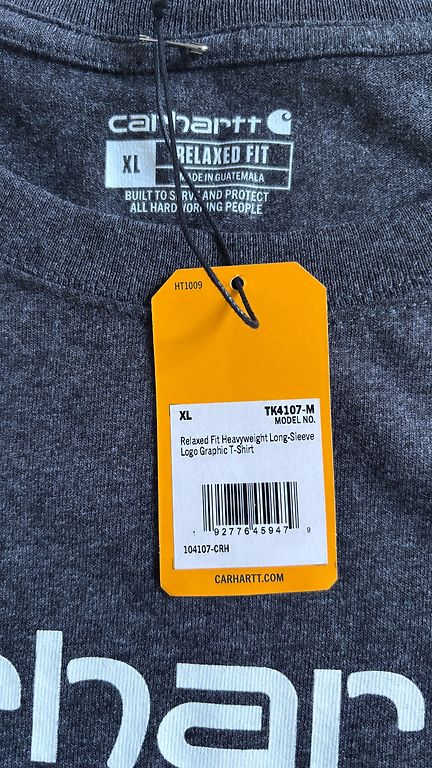 carhartt
XL RELAXED FIT
MADE IN GUATEMALA
BUILT TO SERVE AND PROTECT
ALL HARD WORKING PEOPLE
HT1009
XL TK4107-M
MODEL NO.
Relaxed Fit Heavyweight Long-Sleeve
Logo Graphic T-Shirt
1 92776 45947 9
104107-CRH
CARHARTT.COM
rhar